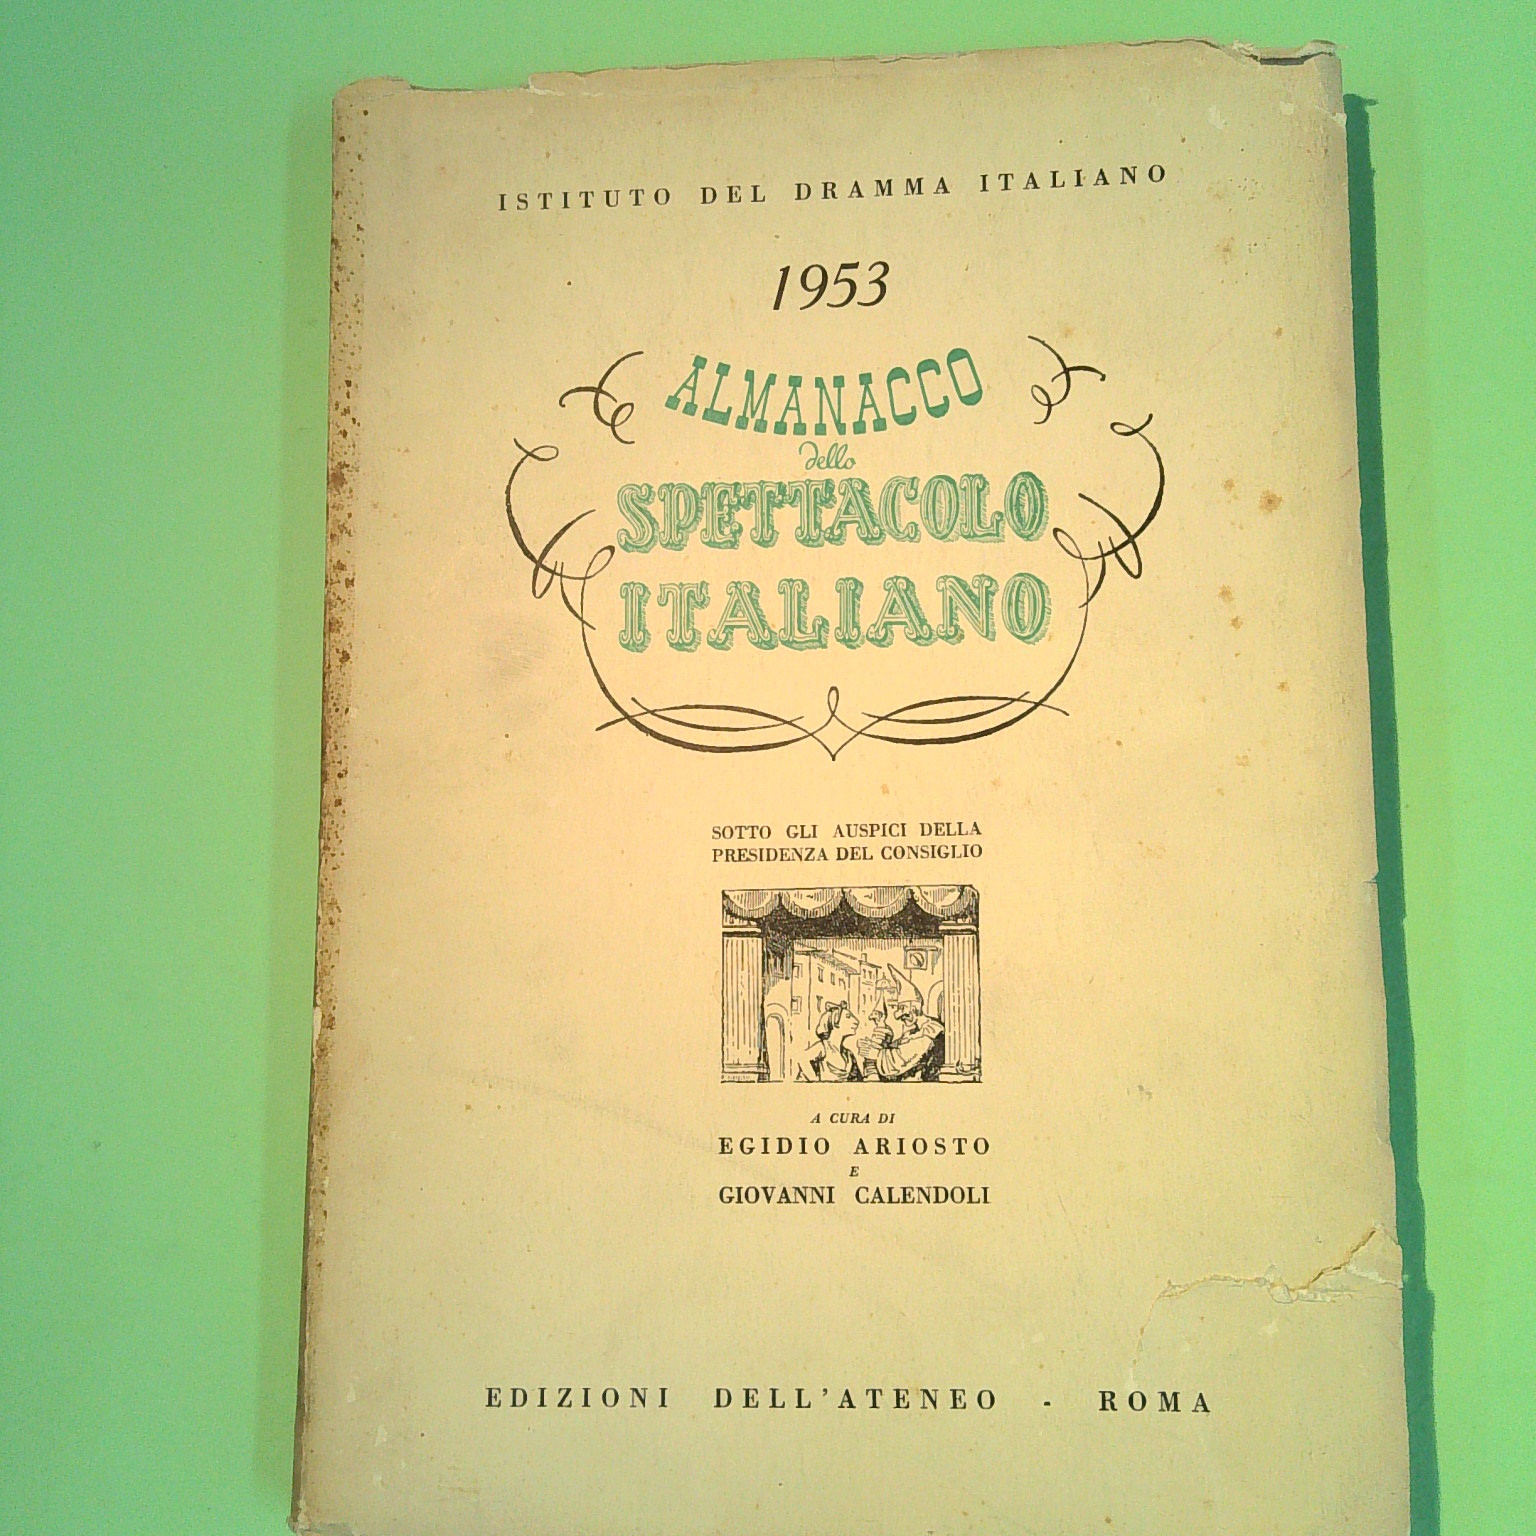 ISTITUTO DEL DRAMMA ITALIANO
1953
ALMANACCO
dello
SPETTACOLO
ITALIANO
SOTTO GLI AUSPICI DELLA
PRESIDENZA DEL CONSIGLIO
A CURA DI
EGIDIO ARIOSTO
E
GIOVANNI CALENDOLI
EDIZIONI DELL'ATENEO - ROMA